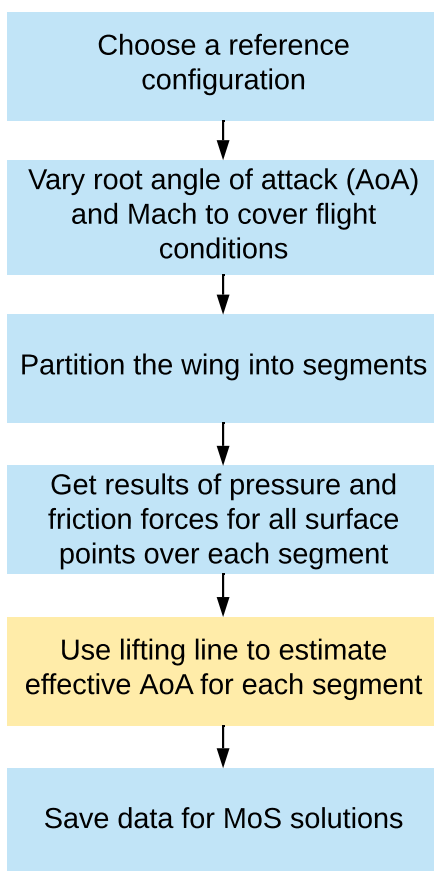 Choose a reference
configuration
Vary root angle of attack (AoA)
and Mach to cover flight
conditions
Partition the wing into segments
Get results of pressure and
friction forces for all surface
points over each segment
Use lifting line to estimate
effective AoA for each segment
Save data for MoS solutions